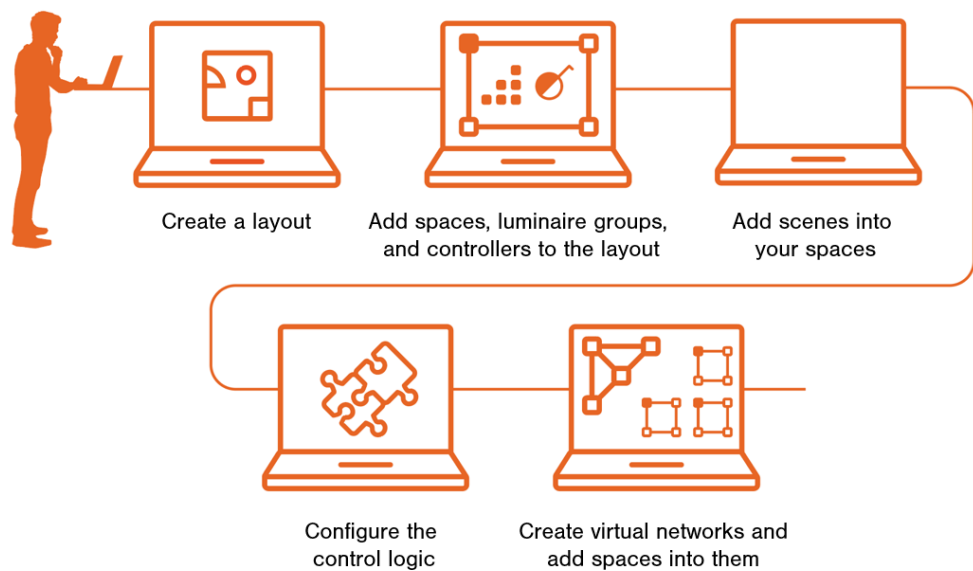 Create a layout
Add spaces, luminaire groups,
and controllers to the layout
Add scenes into
your spaces
Configure the
control logic
Create virtual networks and
add spaces into them